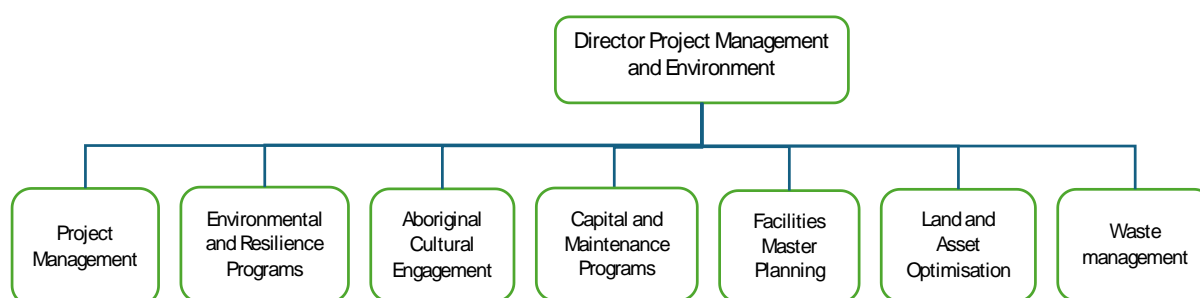 Director Project Management
and Environment
Project
Management
Environmental
and Resilience
Programs
Aboriginal
Cultural
Engagement
Capital and
Maintenance
Programs
Facilities
Master
Planning
Land and
Asset
Optimisation
Waste
management